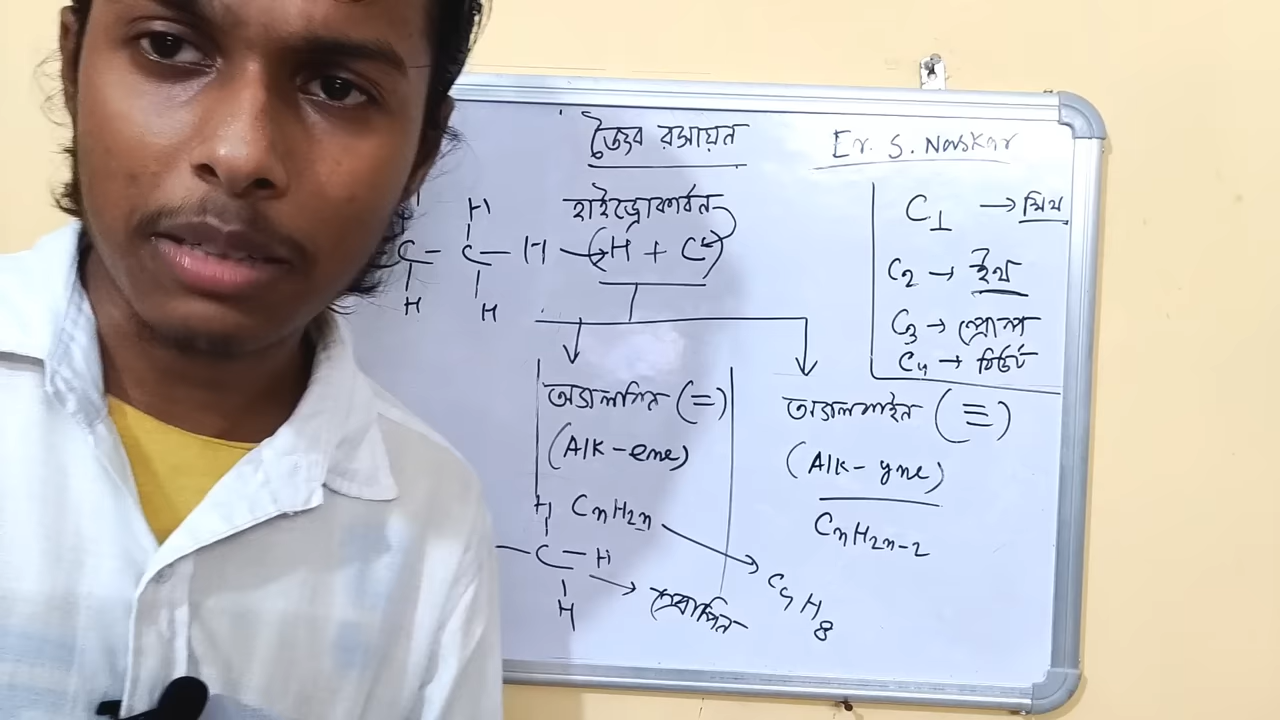 জৈব রসায়ন
Er. S. Naskar
হাইড্রোকার্বন
(H + C)
H
C - C - H
H H
C1 → মিথ
C2 → ইথ
C3 → প্রোপ
C4 → বিউট
অ্যালকিন (=)
(Alk-ene)
CnH2n
H
C - H
H
→ প্রোপিন
C4H8
অ্যালকাইন (≡)
(Alk-yne)
CnH2n-2